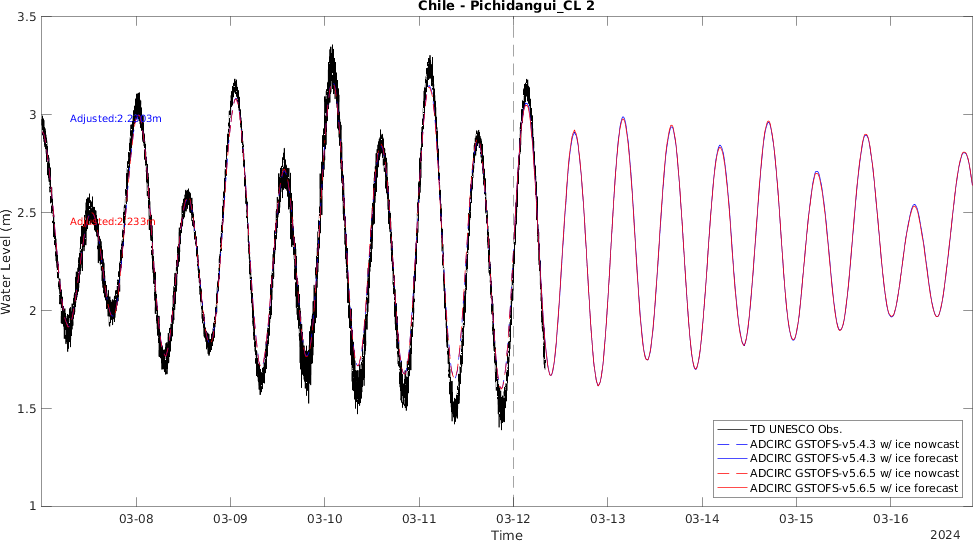 Chile - Pichidangui_CL 2
Water Level (m)
3.5
3
2.5
2
1.5
1
Adjusted:2.233m
03-08
03-09
03-10
03-11
03-12
03-13
03-14
03-15
03-16
Time
2024
TD UNESCO Obs.
ADCIRC GSTOFS-v5.4.3 w/ ice nowcast
ADCIRC GSTOFS-v5.4.3 w/ ice forecast
ADCIRC GSTOFS-v5.6.5 w/ ice nowcast
ADCIRC GSTOFS-v5.6.5 w/ ice forecast